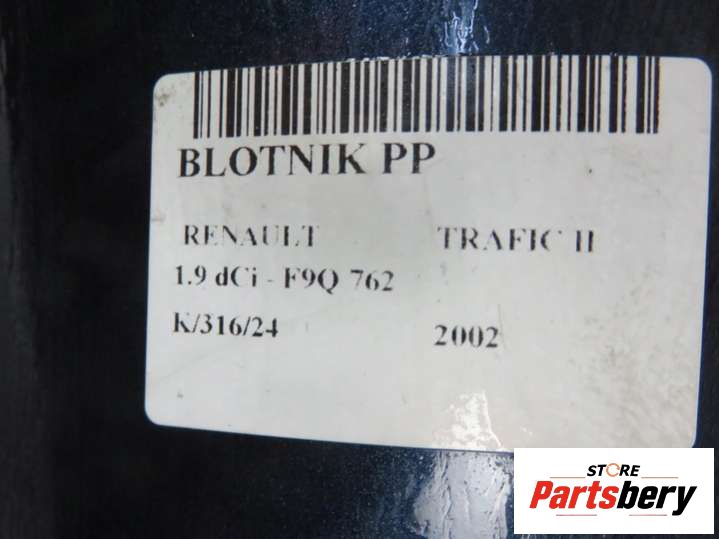 BLOTNIK PP
RENAULT TRAFIC II
1.9 dCi - F9Q 762
K/316/24 2002
STORE
Partsbery